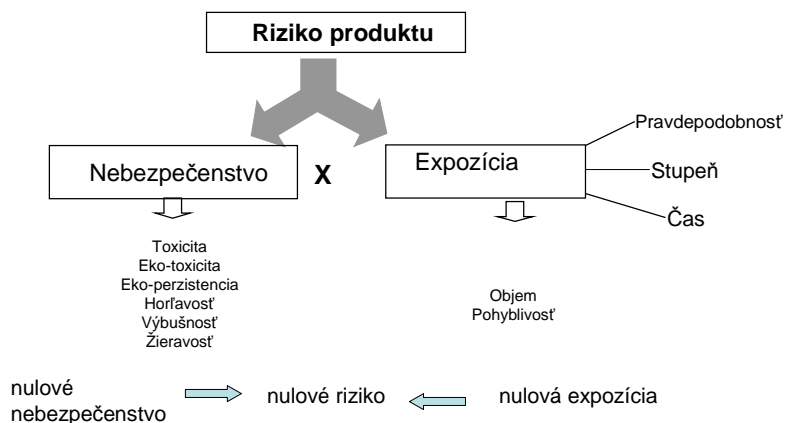 Riziko produktu
Nebezpečenstvo
X
Expozícia
Pravdepodobnosť
Stupeň
Čas
Toxicita
Eko-toxicita
Eko-perzistencia
Horľavosť
Výbušnosť
Žieravosť
Objem
Pohyblivosť
nulové
nebezpečenstvo
nulové riziko
nulová expozícia